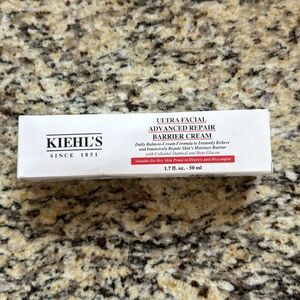 KIEHL'S
SINCE 1851
ULTRA FACIAL
ADVANCED REPAIR
BARRIER CREAM
Daily Balm-to-Cream Formula to Instantly Relieve
and Intensively Repair Skin's Moisture Barrier
with Colloidal Oatmeal and Beta Glucan
Suitable for Dry Skin Prone to Distress and Discomfort
1.7 fl. oz. - 50 ml